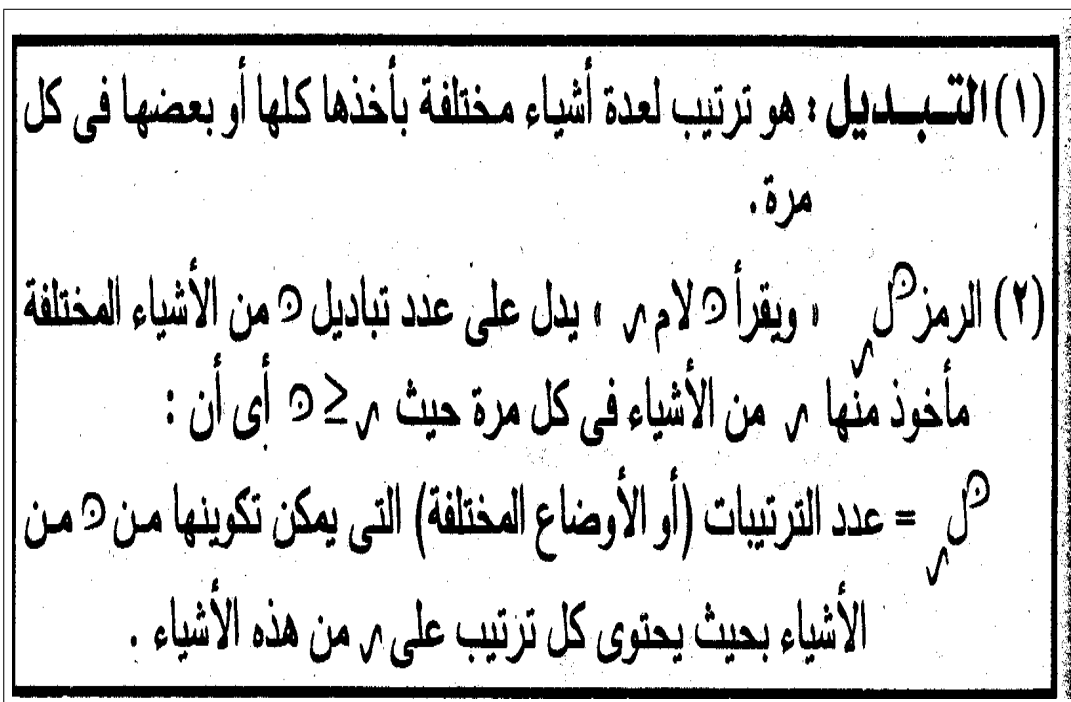 (١) التبديل : هو ترتيب لعدة أشياء مختلفة بأخذها كلها أو بعضها فى كل
مرة .
(٢) الرمز ⁿل ر « ويقرأ ن لام ر » يدل على عدد تباديل ن من الأشياء المختلفة
مأخوذ منها ر من الأشياء فى كل مرة حيث ر ≥ ن أى أن :
ⁿل ر = عدد الترتيبات (أو الأوضاع المختلفة) التى يمكن تكوينها من ن من
الأشياء بحيث يحتوى كل ترتيب على ر من هذه الأشياء .